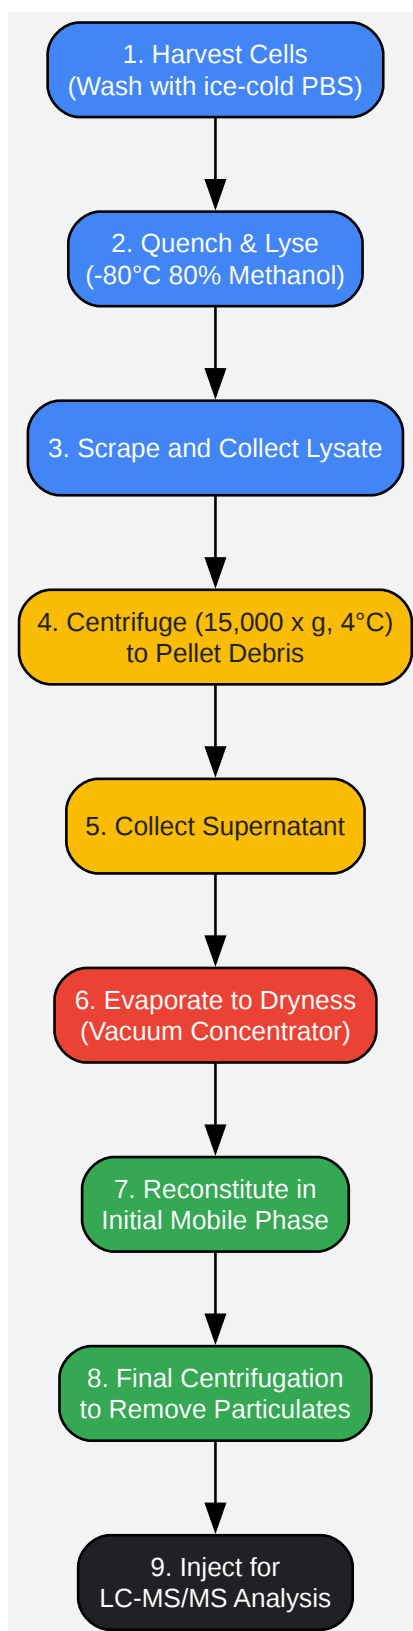 1. Harvest Cells
(Wash with ice-cold PBS)
2. Quench & Lyse
(-80°C 80% Methanol)
3. Scrape and Collect Lysate
4. Centrifuge (15,000 x g, 4°C)
to Pellet Debris
5. Collect Supernatant
6. Evaporate to Dryness
(Vacuum Concentrator)
7. Reconstitute in
Initial Mobile Phase
8. Final Centrifugation
to Remove Particulates
9. Inject for
LC-MS/MS Analysis